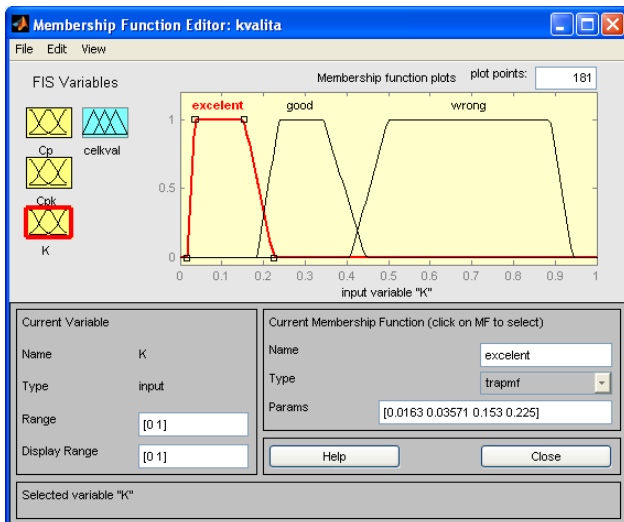 Membership Function Editor: kvalita
File Edit View
FIS Variables
Cp
celkval
Cpk
K
Membership function plots
plot points:
181
excelent
good
wrong
1
0.5
0
0 0.1 0.2 0.3 0.4 0.5 0.6 0.7 0.8 0.9 1
input variable "K"
Current Variable
Name K
Type input
Range [0 1]
Display Range [0 1]
Current Membership Function (click on MF to select)
Name excelent
Type trapmf
Params [0.0163 0.03571 0.153 0.225]
Help
Close
Selected variable "K"